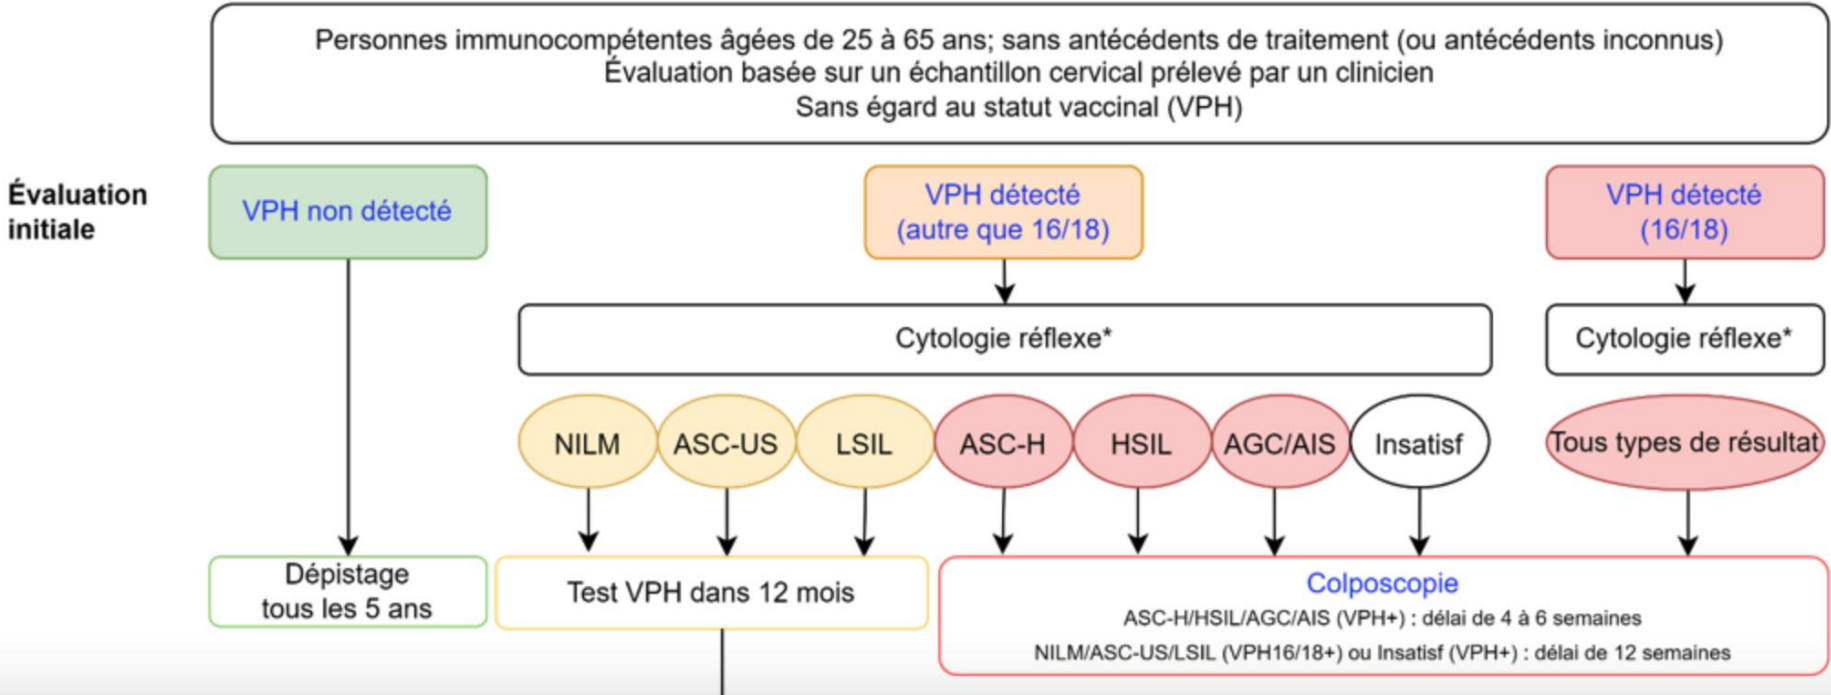 Personnes immunocompétentes âgées de 25 à 65 ans; sans antécédents de traitement (ou antécédents inconnus)
Évaluation basée sur un échantillon cervical prélevé par un clinicien
Sans égard au statut vaccinal (VPH)
Évaluation
initiale
VPH non détecté
VPH détecté
(autre que 16/18)
VPH détecté
(16/18)
Cytologie réflexe*
Cytologie réflexe*
NILM
ASC-US
LSIL
ASC-H
HSIL
AGC/AIS
Insatisf
Tous types de résultat
Dépistage
tous les 5 ans
Test VPH dans 12 mois
Colposcopie
ASC-H/HSIL/AGC/AIS (VPH+) : délai de 4 à 6 semaines
NILM/ASC-US/LSIL (VPH16/18+) ou Insatisf (VPH+) : délai de 12 semaines